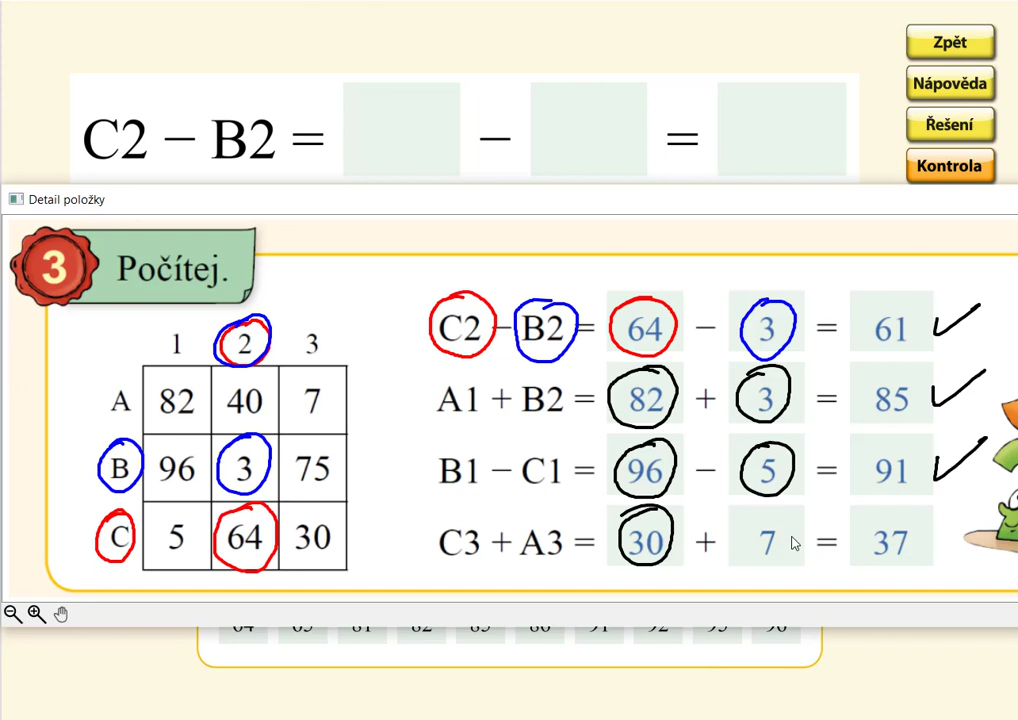 Zpět
Nápověda
Řešení
Kontrola
C2 − B2 = − =
Detail položky
3 Počítej.
1 2 3
A 82 40 7
B 96 3 75
C 5 64 30
C2 − B2 = 64 − 3 = 61
A1 + B2 = 82 + 3 = 85
B1 − C1 = 96 − 5 = 91
C3 + A3 = 30 + 7 = 37